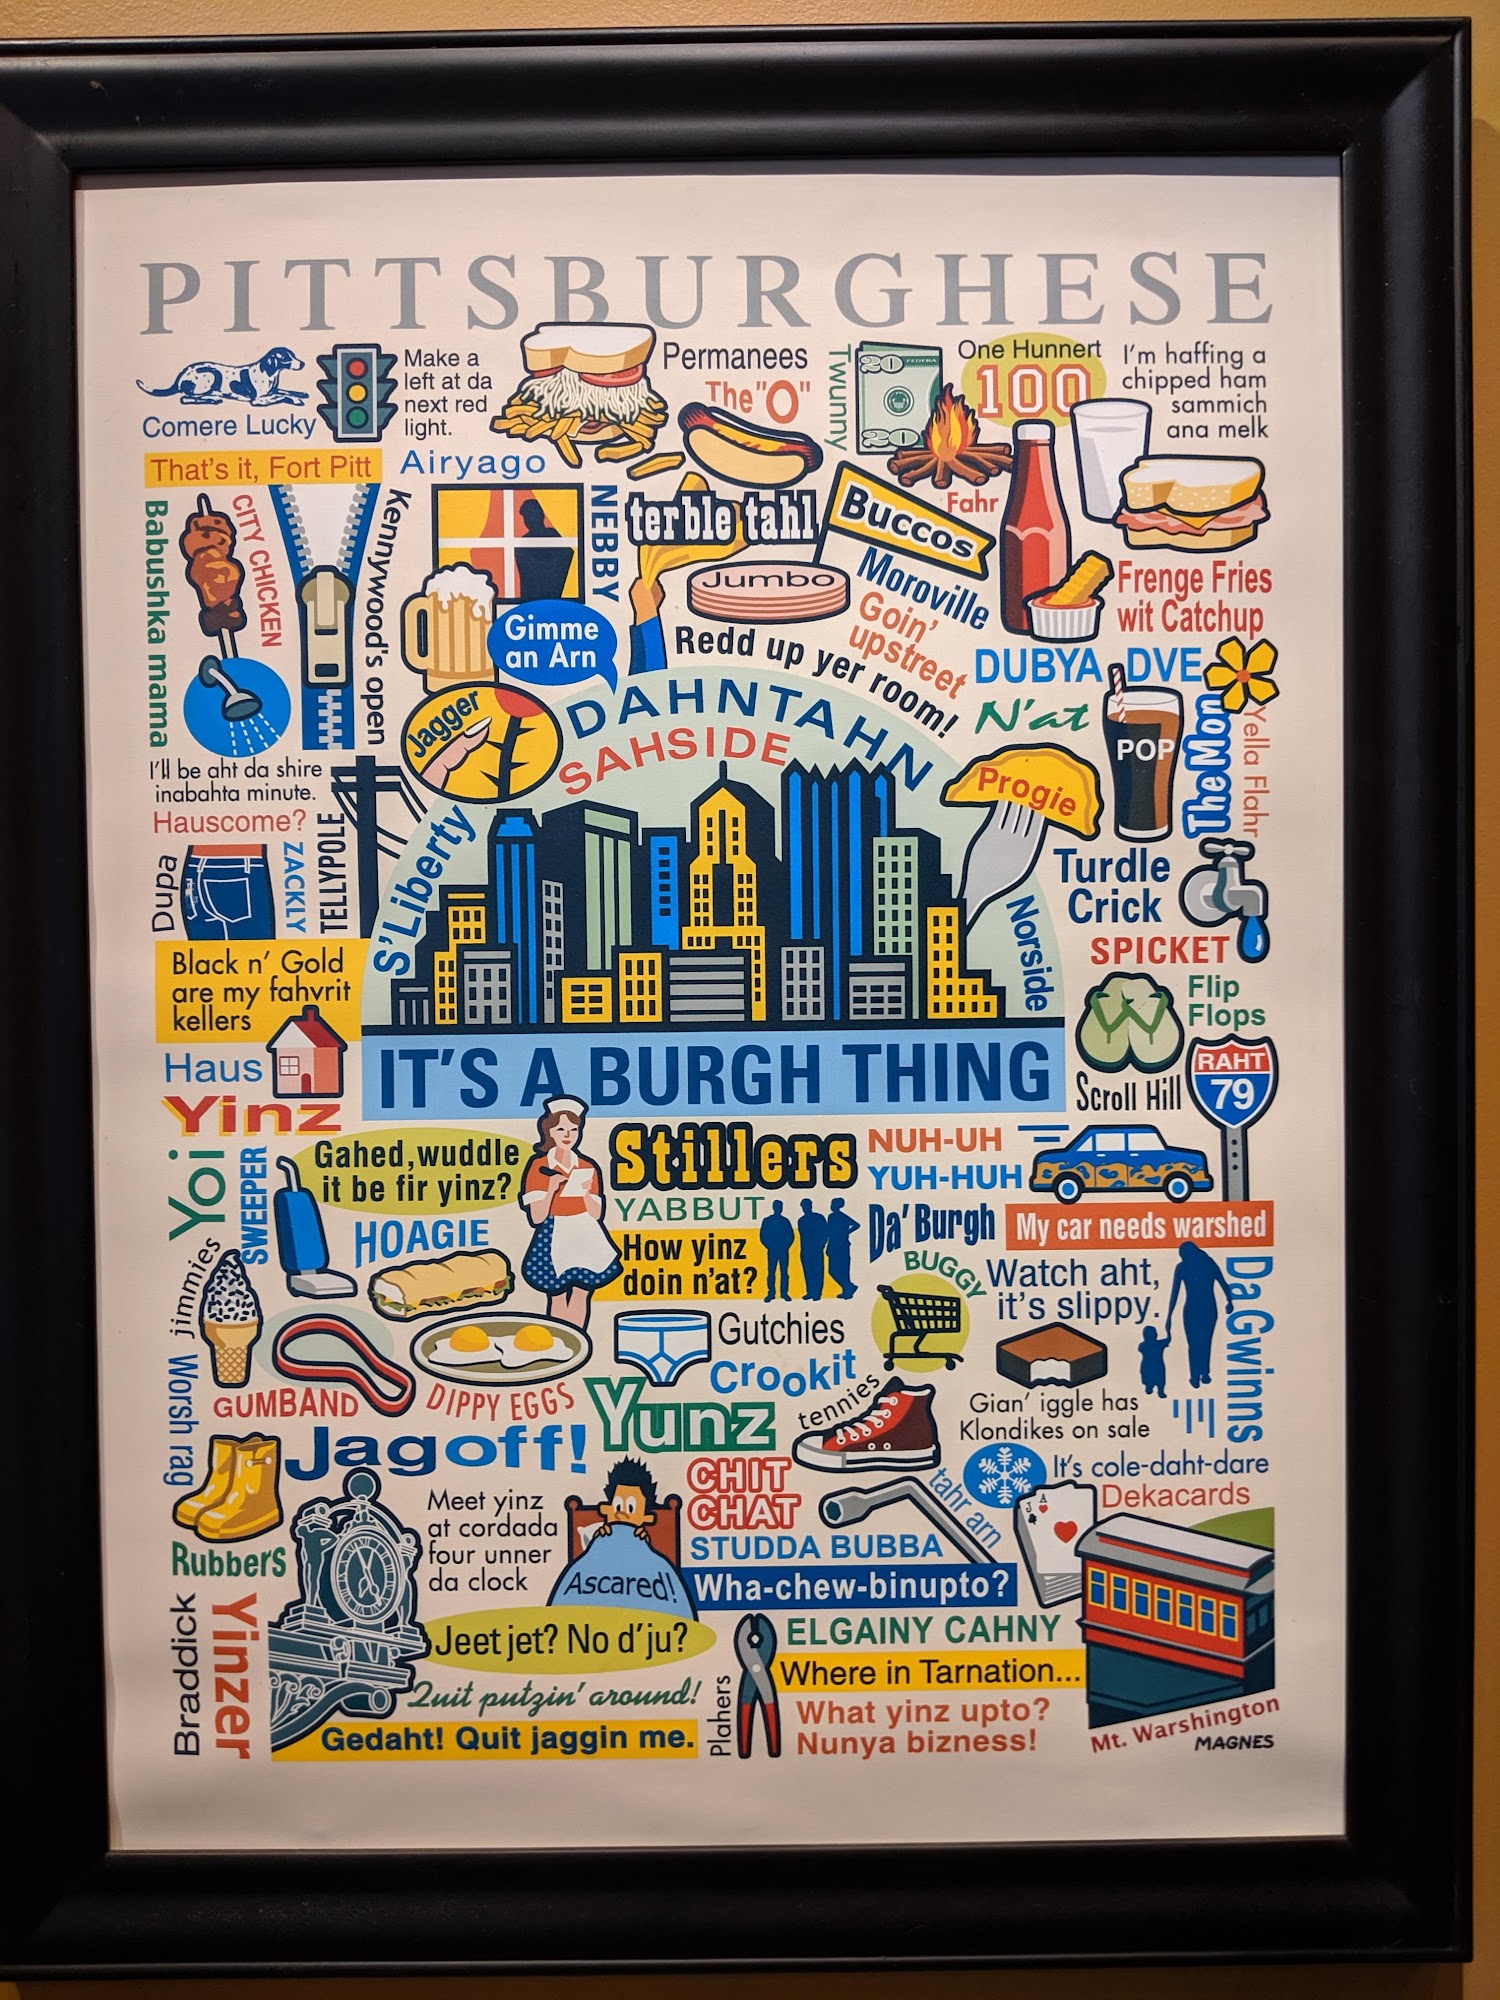 PITTSBURGHESE
Comere Lucky
Make a
left at da
next red
light.
Permanees
The "O"
Twunny
20
FEDERA
20
One Hunnert
100
I'm haffing a
chipped ham
sammich
ana melk
That's it, Fort Pitt
Airyago
Babushka mama
CITY CHICKEN
Kennywood's open
NEBBY
terble tahl
Buccos
Fahr
Jumbo
Moroville
Goin'
upstreet
Frenge Fries
wit Catchup
Gimme
an Arn
Redd up yer room!
DUBYA DVE
N'at
Jagger
DAHNTAHN
SAHSIDE
POP
The Mon
Yella Flahr
Progie
I'll be aht da shire
inabahta minute.
Hauscome?
Dupa
ZACKLY
TELLYPOLE
S'Liberty
Norside
Turdle
Crick
SPICKET
Black n' Gold
are my fahvrit
kellers
Flip
Flops
Haus
IT'S A BURGH THING
Scroll Hill
RAHT
79
Yinz
Yoi
SWEEPER
Gahed, wuddle
it be fir yinz?
Stillers
NUH-UH
YUH-HUH
HOAGIE
YABBUT
How yinz
doin n'at?
Da' Burgh
My car needs warshed
jimmies
BUGGY
Watch aht,
it's slippy.
Da Gwinns
Worsh rag
GUMBAND
DIPPY EGGS
Gutchies
Crookit
Yunz
tennies
Gian' iggle has
Klondikes on sale
Jagoff!
CHIT
CHAT
It's cole-daht-dare
Dekacards
J
A
Rubbers
Meet yinz
at cordada
four unner
da clock
Ascared!
STUDDA BUBBA
tahr arn
Wha-chew-binupto?
Braddick
Yinzer
Jeet jet? No d'ju?
ELGAINY CAHNY
Quit putzin' around!
Plahers
Where in Tarnation...
Gedaht! Quit jaggin me.
What yinz upto?
Nunya bizness!
Mt. Warshington
MAGNES